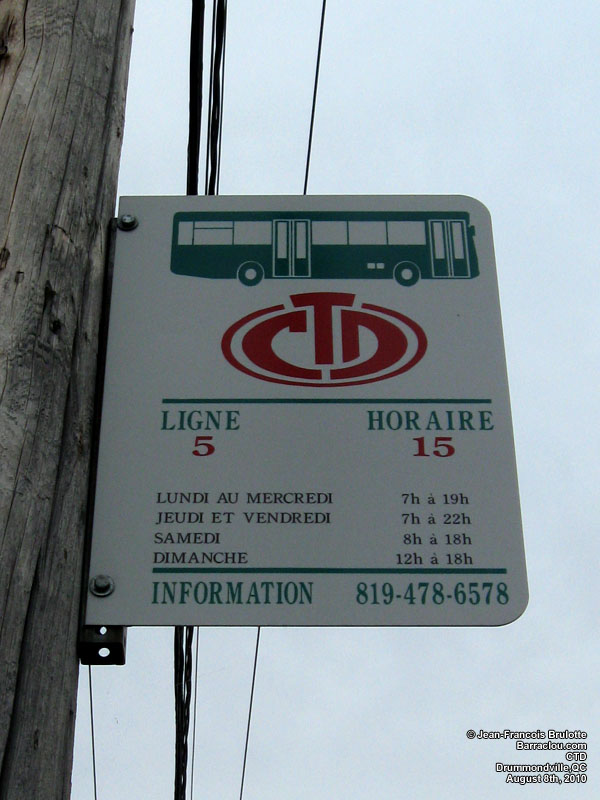 CTD
LIGNE HORAIRE
5 15
LUNDI AU MERCREDI 7h à 19h
JEUDI ET VENDREDI 7h à 22h
SAMEDI 8h à 18h
DIMANCHE 12h à 18h
INFORMATION 819-478-6578
© Jean-Francois Brulotte
Barraclou.com
CTD
Drummondville,QC
August 8th, 2010